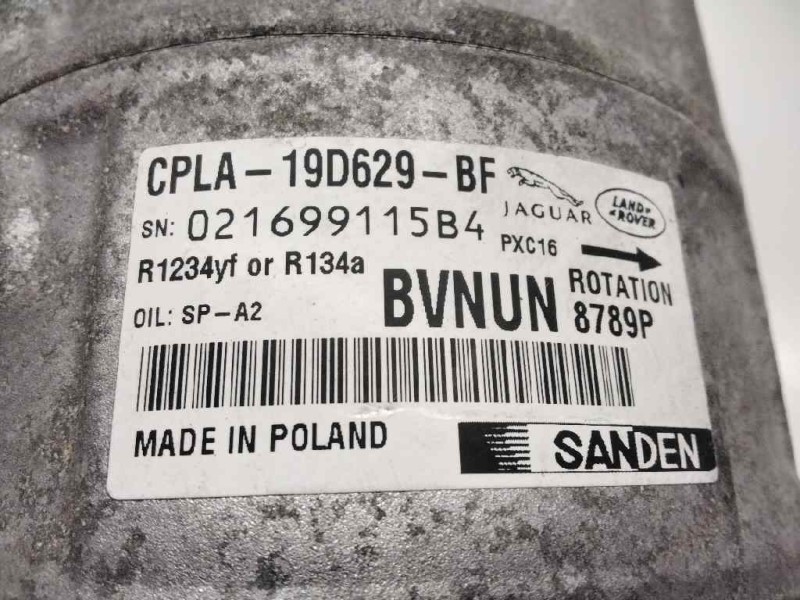 CPLA-19D629-BF
JAGUAR
LAND ROVER
SN: 021699115B4
PXC16
R1234yf or R134a
ROTATION
OIL: SP-A2
BVNUN
8789P
MADE IN POLAND
SANDEN